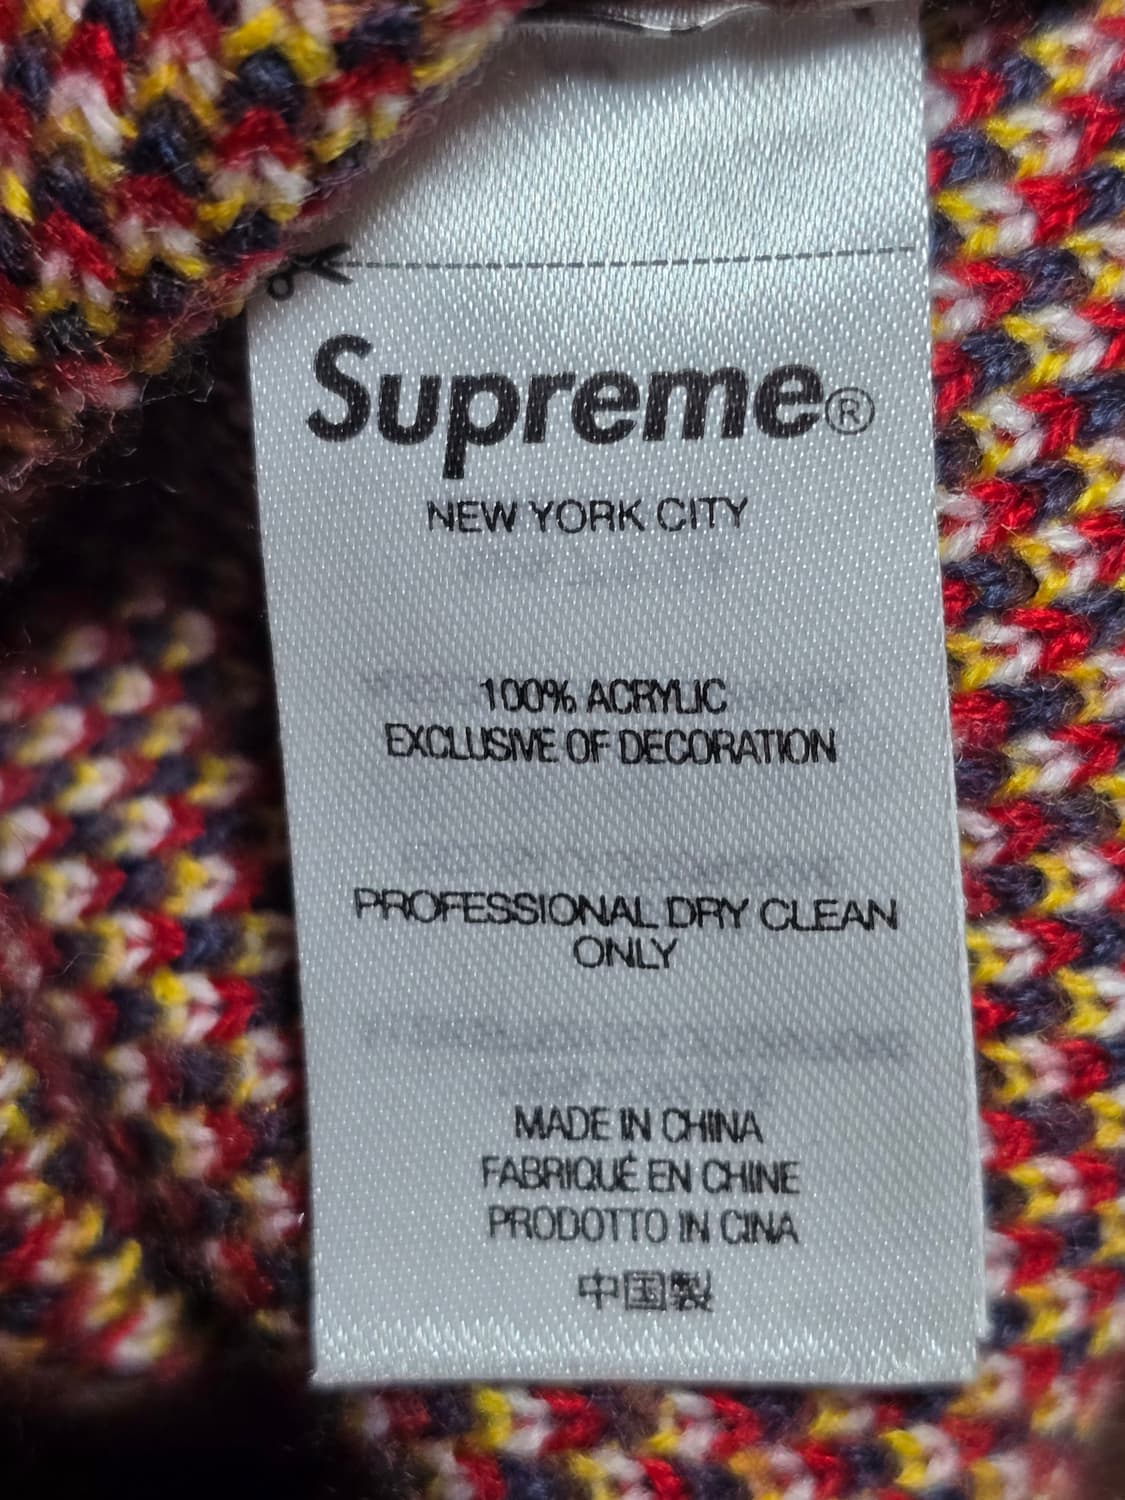 Supreme®
NEW YORK CITY
100% ACRYLIC
EXCLUSIVE OF DECORATION
PROFESSIONAL DRY CLEAN
ONLY
MADE IN CHINA
FABRIQUÉ EN CHINE
PRODOTTO IN CINA
中国製